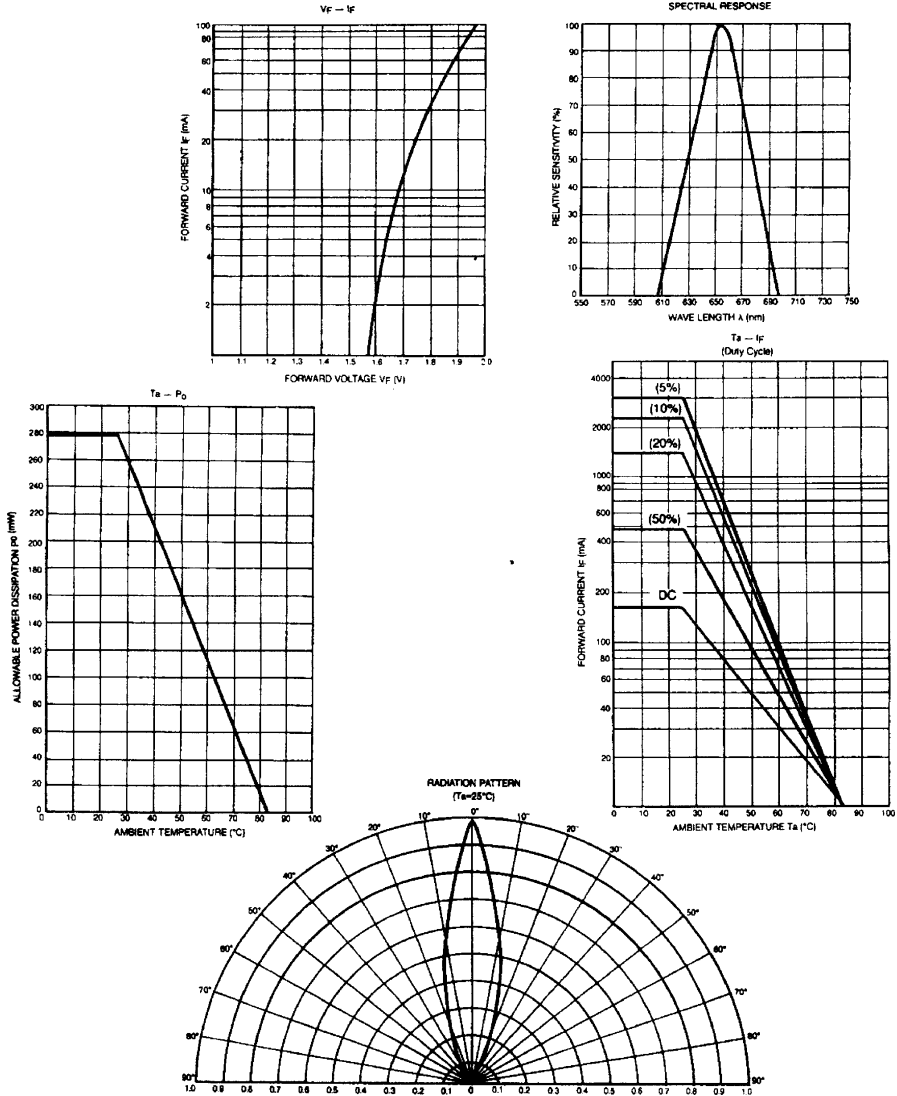 VF – IF
100
80
60
40
20
10
8
6
4
2
FORWARD CURRENT IF (mA)
1 1.1 1.2 1.3 1.4 1.5 1.6 1.7 1.8 1.9 2.0
FORWARD VOLTAGE VF (V)
SPECTRAL RESPONSE
100
90
80
70
60
50
40
30
20
10
0
RELATIVE SENSITIVITY (%)
550 570 590 610 630 650 670 690 710 730 750
WAVE LENGTH λ (nm)
Ta – PD
300
280
260
240
220
200
180
160
140
120
100
80
60
40
20
0
ALLOWABLE POWER DISSIPATION PD (mW)
0 10 20 30 40 50 60 70 80 90 100
AMBIENT TEMPERATURE (°C)
Ta – IF
(Duty Cycle)
4000
2000
1000
800
600
400
200
100
80
60
40
20
FORWARD CURRENT IF (mA)
(5%)
(10%)
(20%)
(50%)
DC
0 10 20 30 40 50 60 70 80 90 100
AMBIENT TEMPERATURE Ta (°C)
RADIATION PATTERN
(Ta=25°C)
90° 80° 70° 60° 50° 40° 30° 20° 10° 0° 10° 20° 30° 40° 50° 60° 70° 80° 90°
1.0 0.9 0.8 0.7 0.6 0.5 0.4 0.3 0.2 0.1 0 0.1 0.2 0.3 0.4 0.5 0.6 0.7 0.8 0.9 1.0